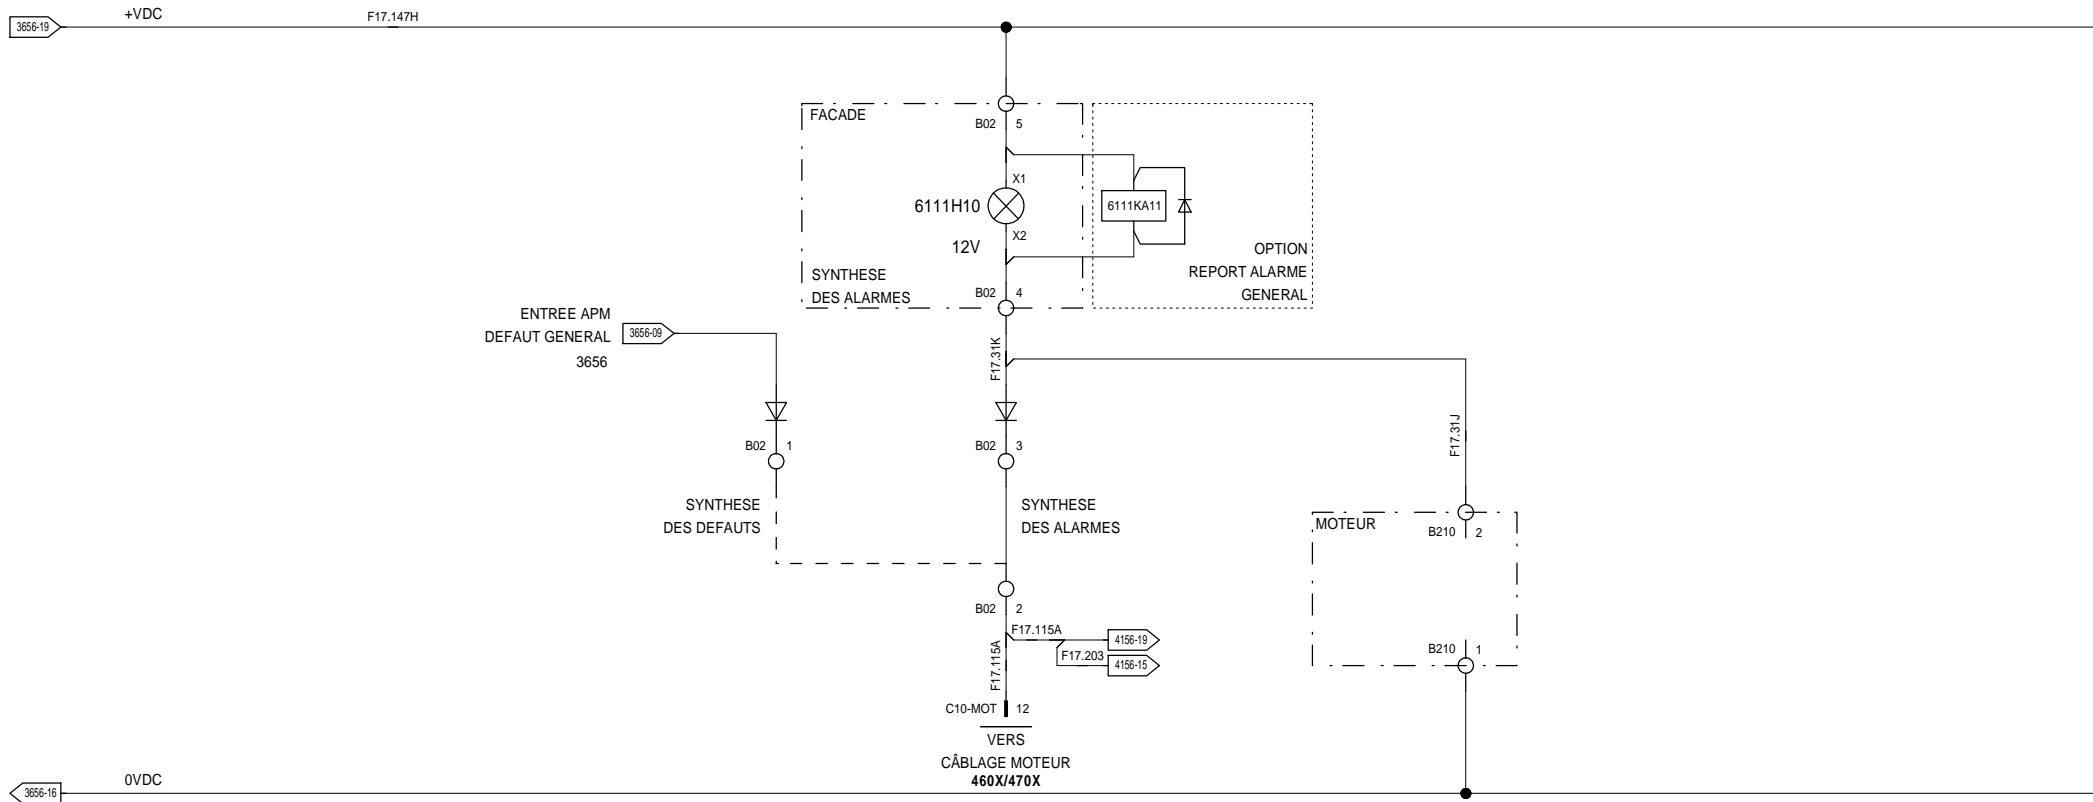 3656-19
+VDC
F17.147H
FACADE
B02 5
X1
6111H10
6111KA11
X2
12V
OPTION
REPORT ALARME
GENERAL
SYNTHESE
DES ALARMES
B02 4
ENTREE APM
DEFAUT GENERAL
3656
3656-09
F17.31K
F17.31J
B02 1
B02 3
SYNTHESE
DES DEFAUTS
SYNTHESE
DES ALARMES
MOTEUR
B210 2
B02 2
F17.115A
4156-19
F17.203
4156-15
F17.115A
B210 1
C10-MOT 12
VERS
CÂBLAGE MOTEUR
460X/470X
0VDC
3656-16